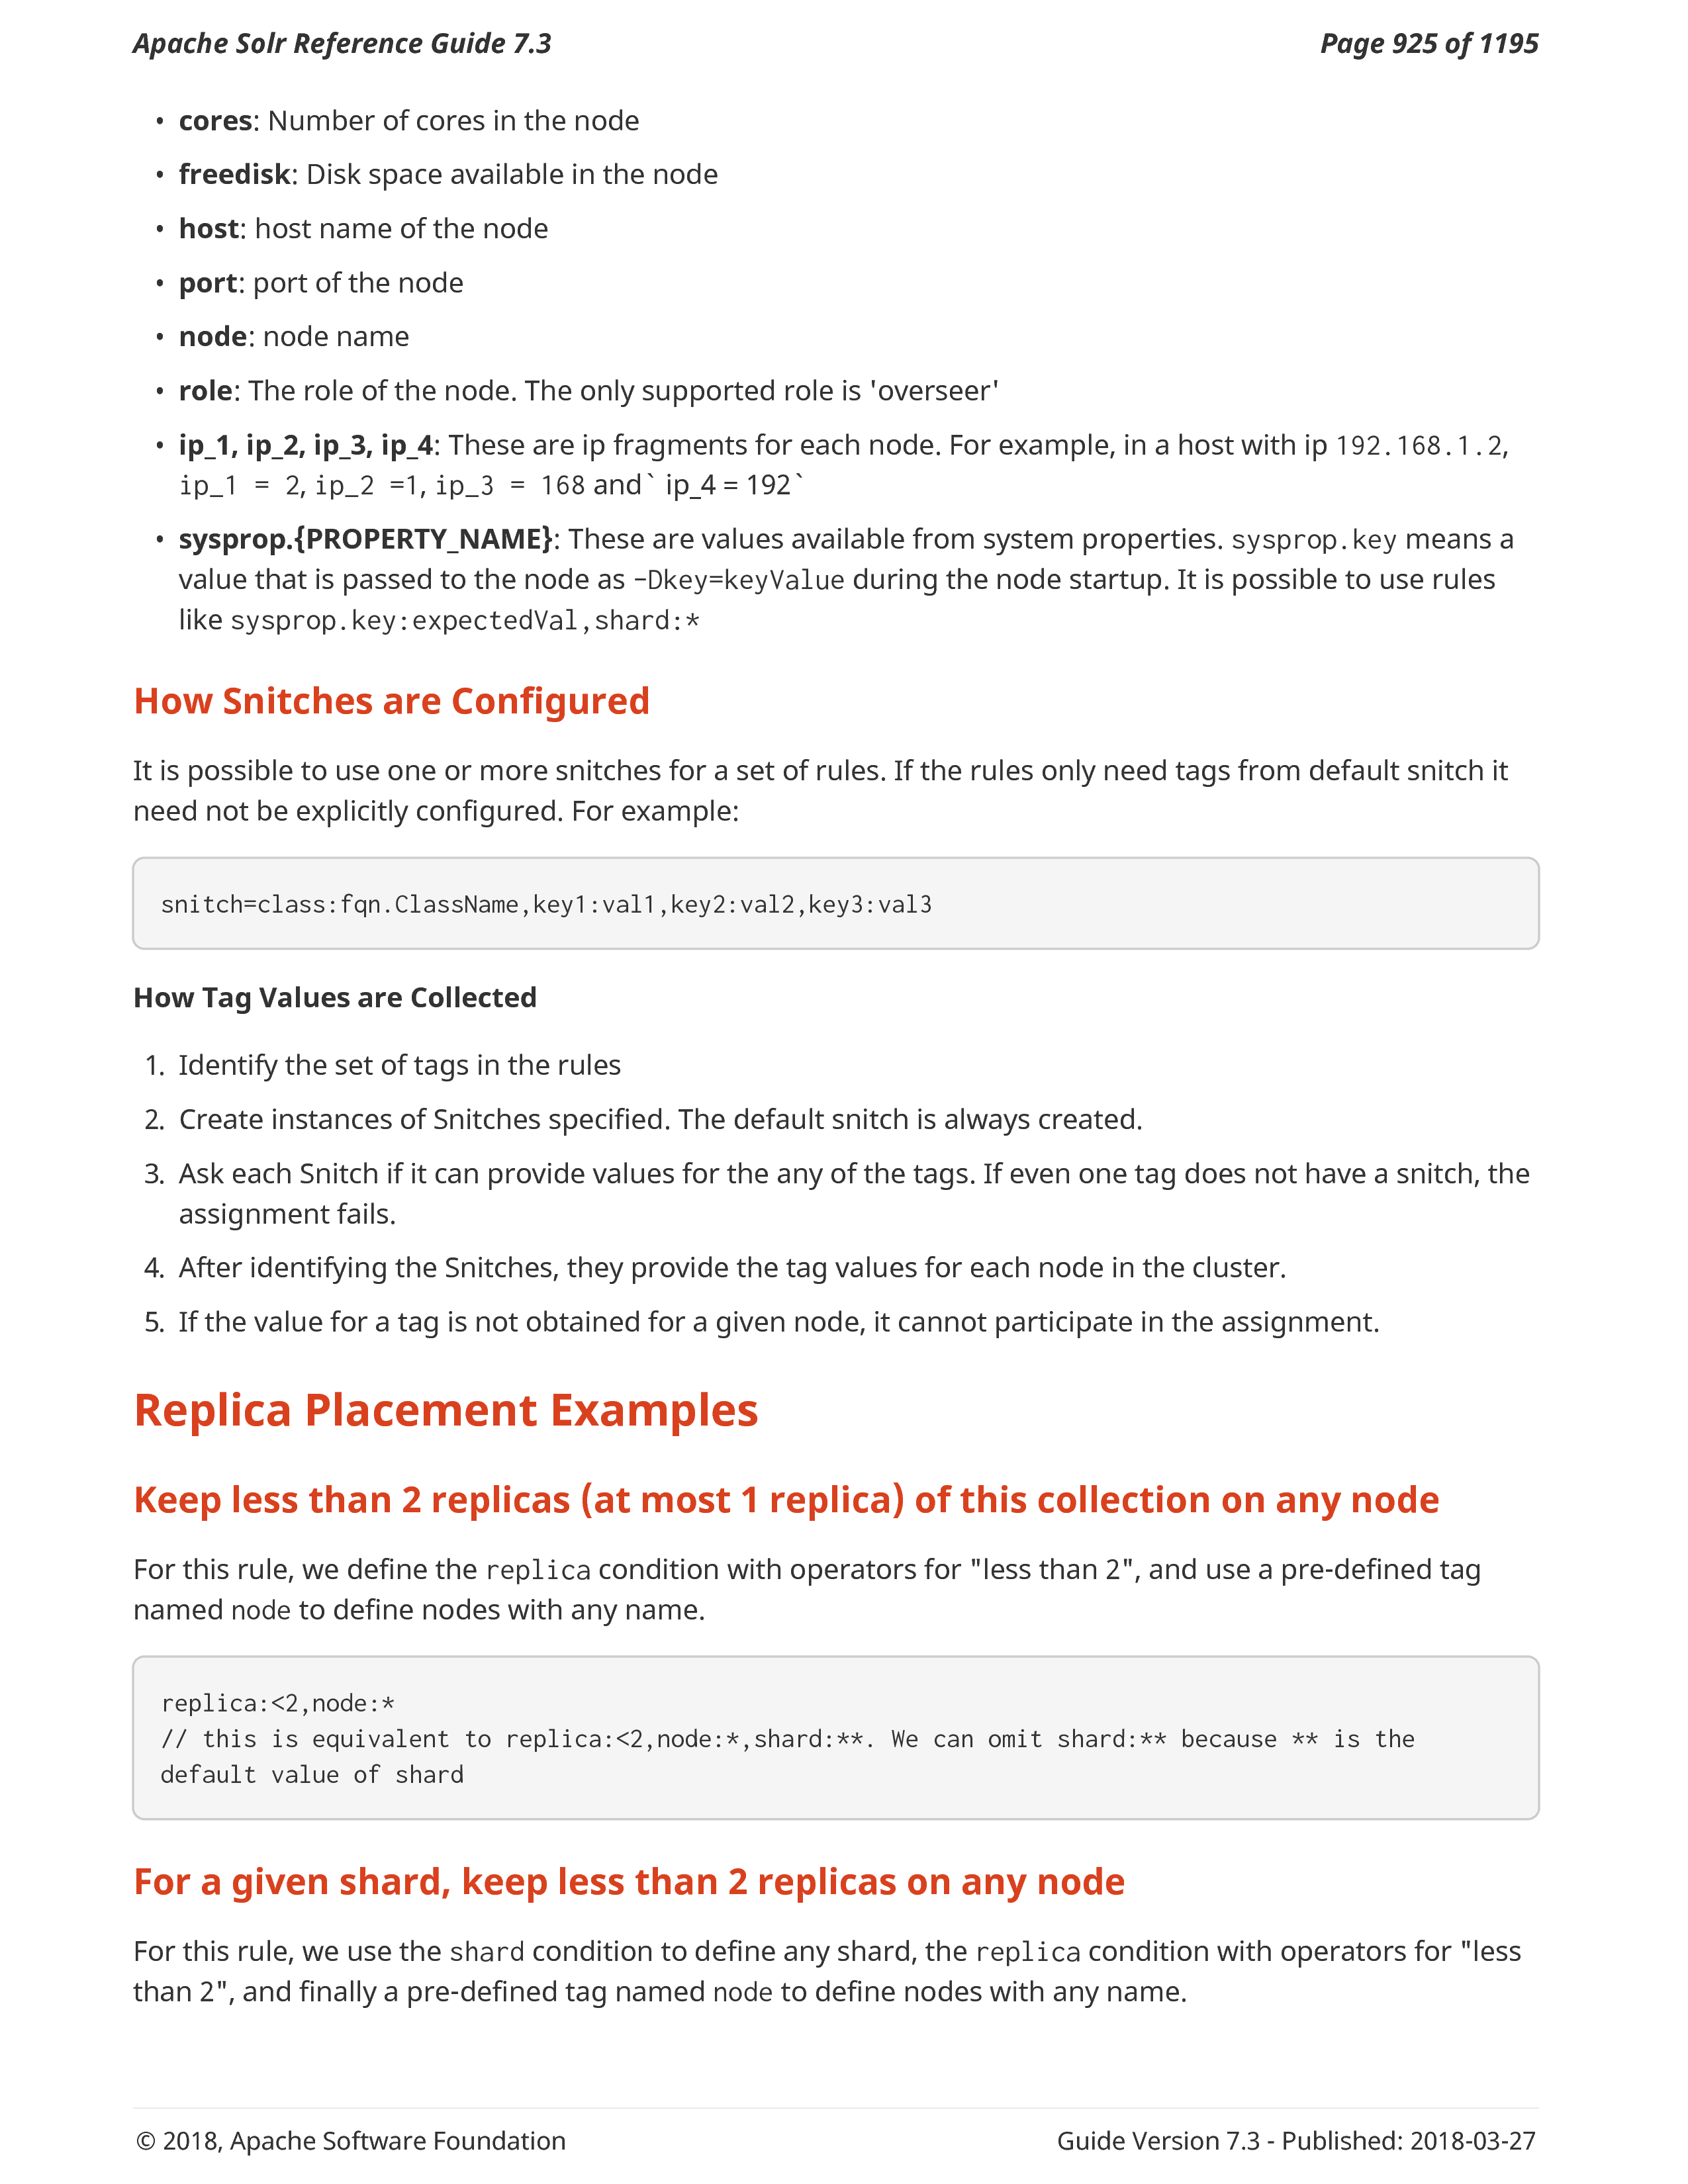 Apache Solr Reference Guide 7.3
Page 925 of 1195
• cores: Number of cores in the node
• freedisk: Disk space available in the node
• host: host name of the node
• port: port of the node
• node: node name
• role: The role of the node. The only supported role is 'overseer'
• ip_1, ip_2, ip_3, ip_4: These are ip fragments for each node. For example, in a host with ip 192.168.1.2,
ip_1 = 2, ip_2 =1, ip_3 = 168 and` ip_4 = 192`
• sysprop.{PROPERTY_NAME}: These are values available from system properties. sysprop.key means a
value that is passed to the node as -Dkey=keyValue during the node startup. It is possible to use rules
like sysprop.key:expectedVal,shard:*
How Snitches are Configured
It is possible to use one or more snitches for a set of rules. If the rules only need tags from default snitch it
need not be explicitly configured. For example:
snitch=class:fqn.ClassName,key1:val1,key2:val2,key3:val3
How Tag Values are Collected
1. Identify the set of tags in the rules
2. Create instances of Snitches specified. The default snitch is always created.
3. Ask each Snitch if it can provide values for the any of the tags. If even one tag does not have a snitch, the
assignment fails.
4. After identifying the Snitches, they provide the tag values for each node in the cluster.
5. If the value for a tag is not obtained for a given node, it cannot participate in the assignment.
Replica Placement Examples
Keep less than 2 replicas (at most 1 replica) of this collection on any node
For this rule, we define the replica condition with operators for "less than 2", and use a pre-defined tag
named node to define nodes with any name.
replica:<2,node:*
// this is equivalent to replica:<2,node:*,shard:**. We can omit shard:** because ** is the
default value of shard
For a given shard, keep less than 2 replicas on any node
For this rule, we use the shard condition to define any shard, the replica condition with operators for "less
than 2", and finally a pre-defined tag named node to define nodes with any name.
© 2018, Apache Software Foundation
Guide Version 7.3 - Published: 2018-03-27